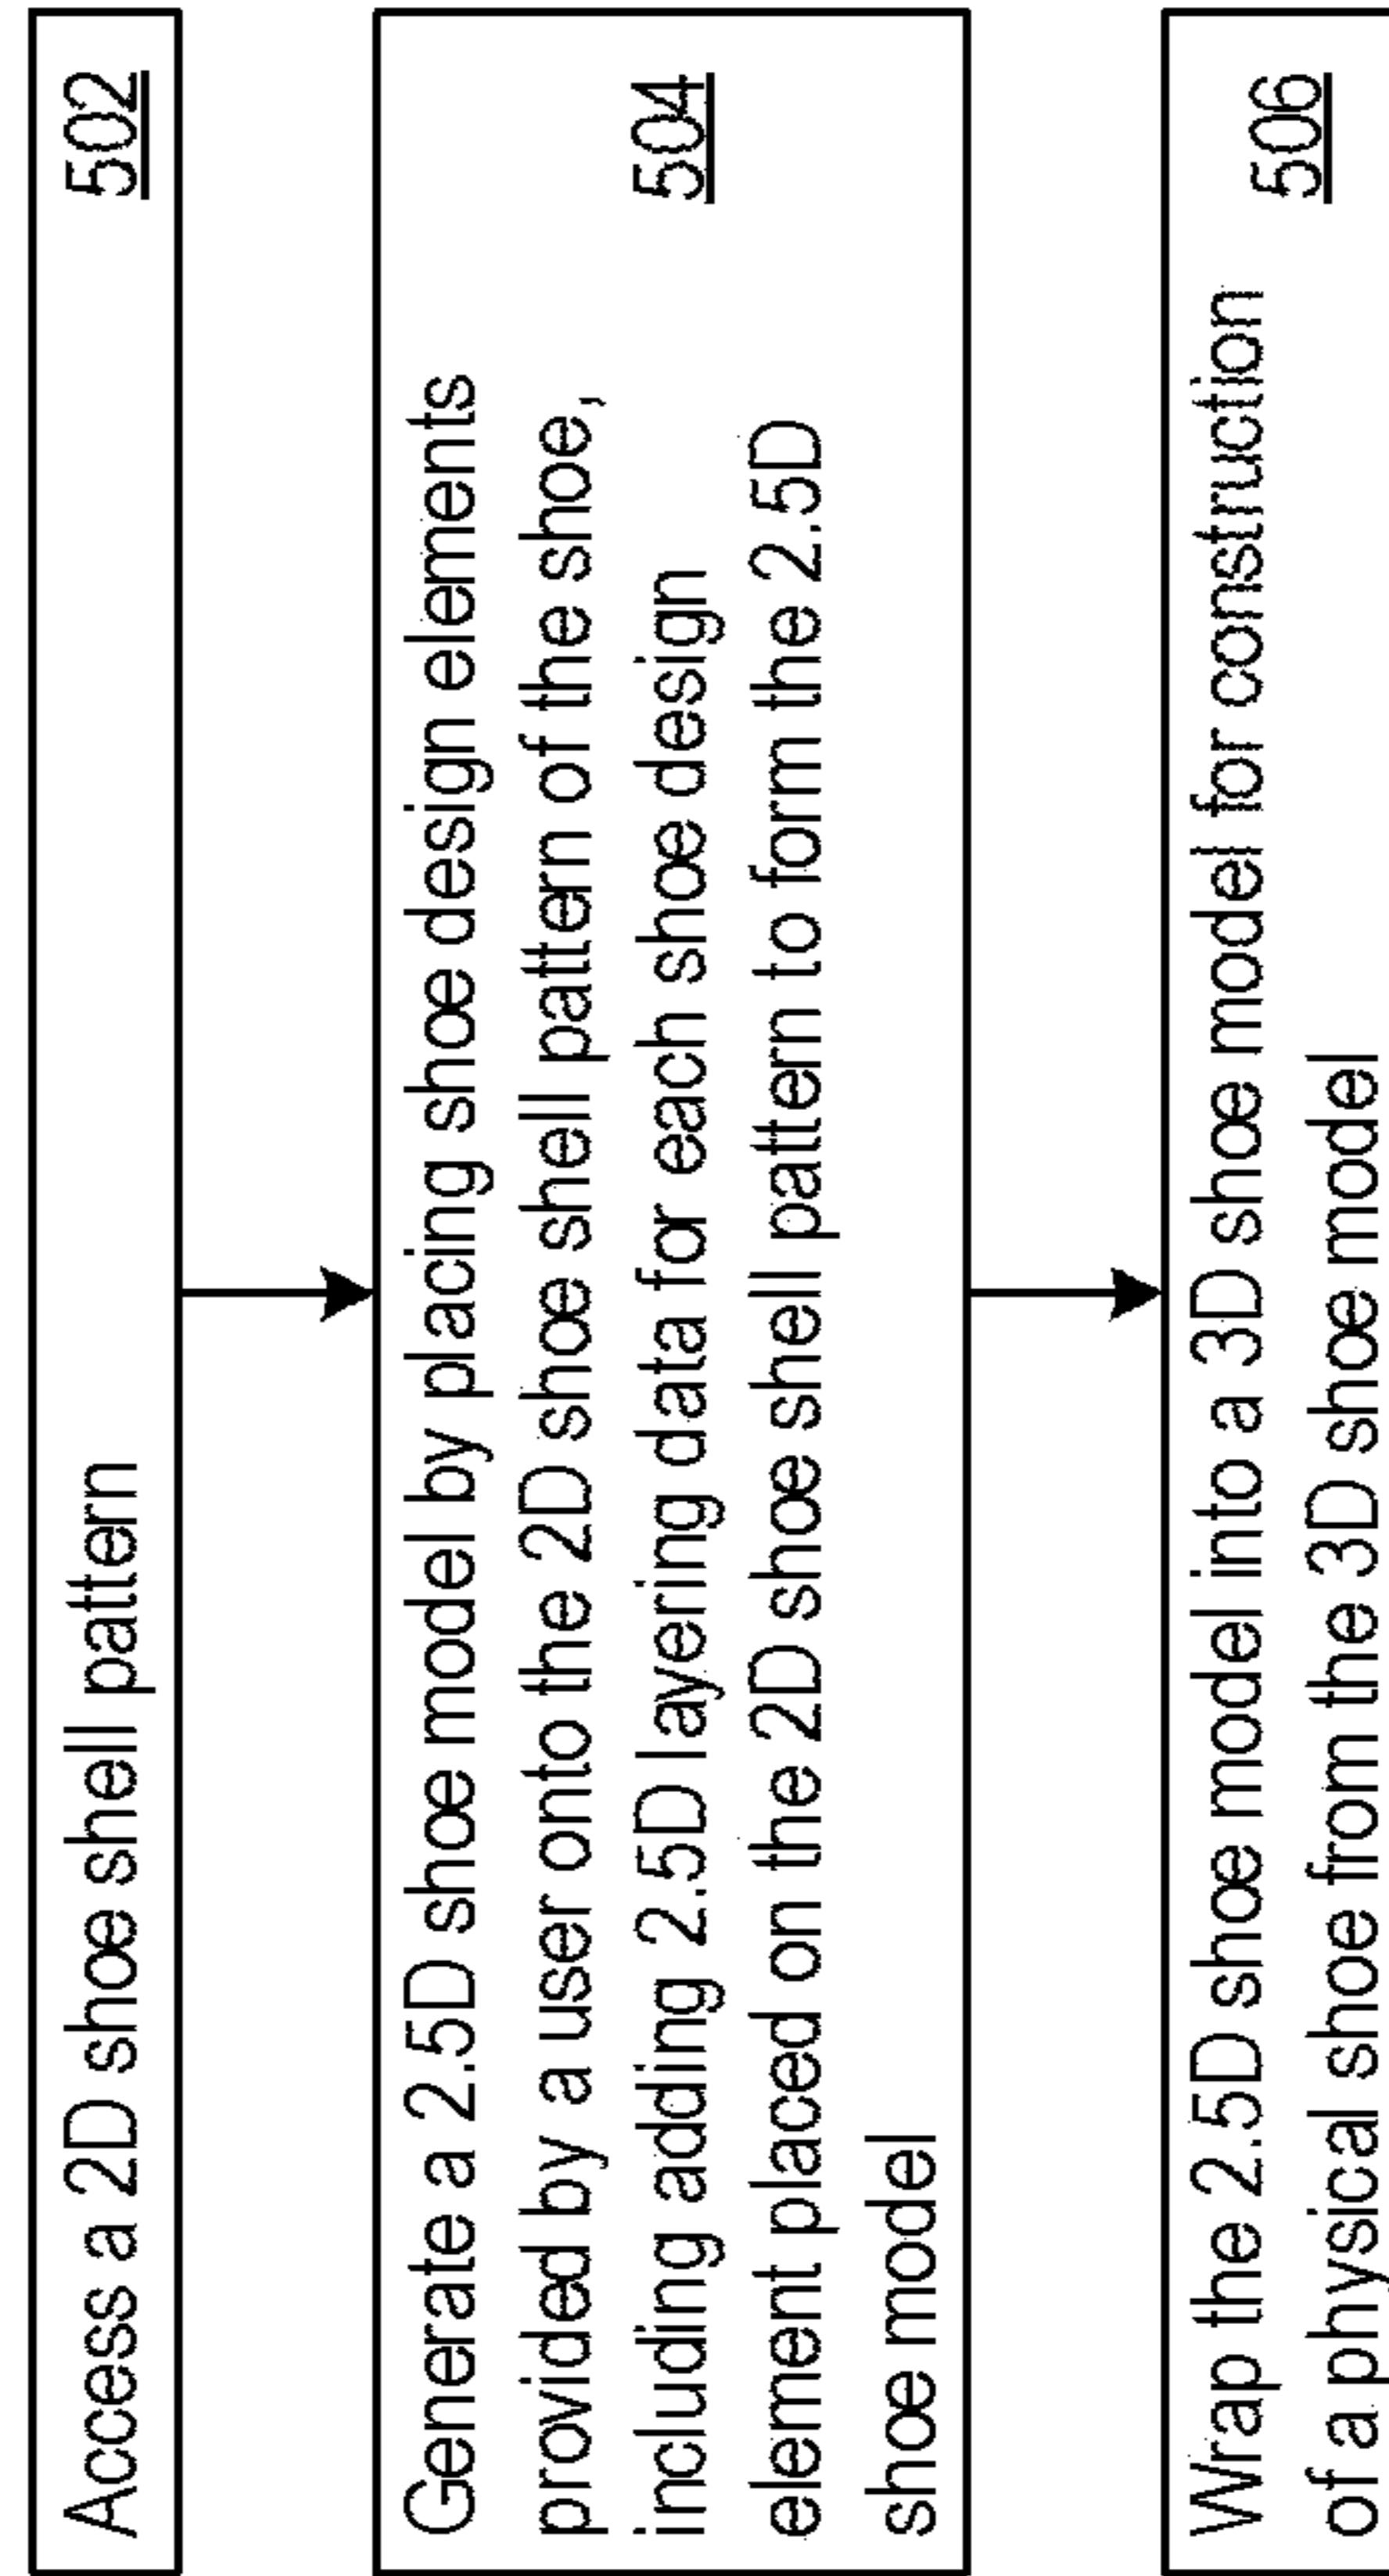 Access a 2D shoe shell pattern 502
Generate a 2.5D shoe model by placing shoe design elements
provided by a user onto the 2D shoe shell pattern of the shoe,
including adding 2.5D layering data for each shoe design 504
element placed on the 2D shoe shell pattern to form the 2.5D
shoe model
Wrap the 2.5D shoe model into a 3D shoe model for construction
506
of a physical shoe from the 3D shoe model